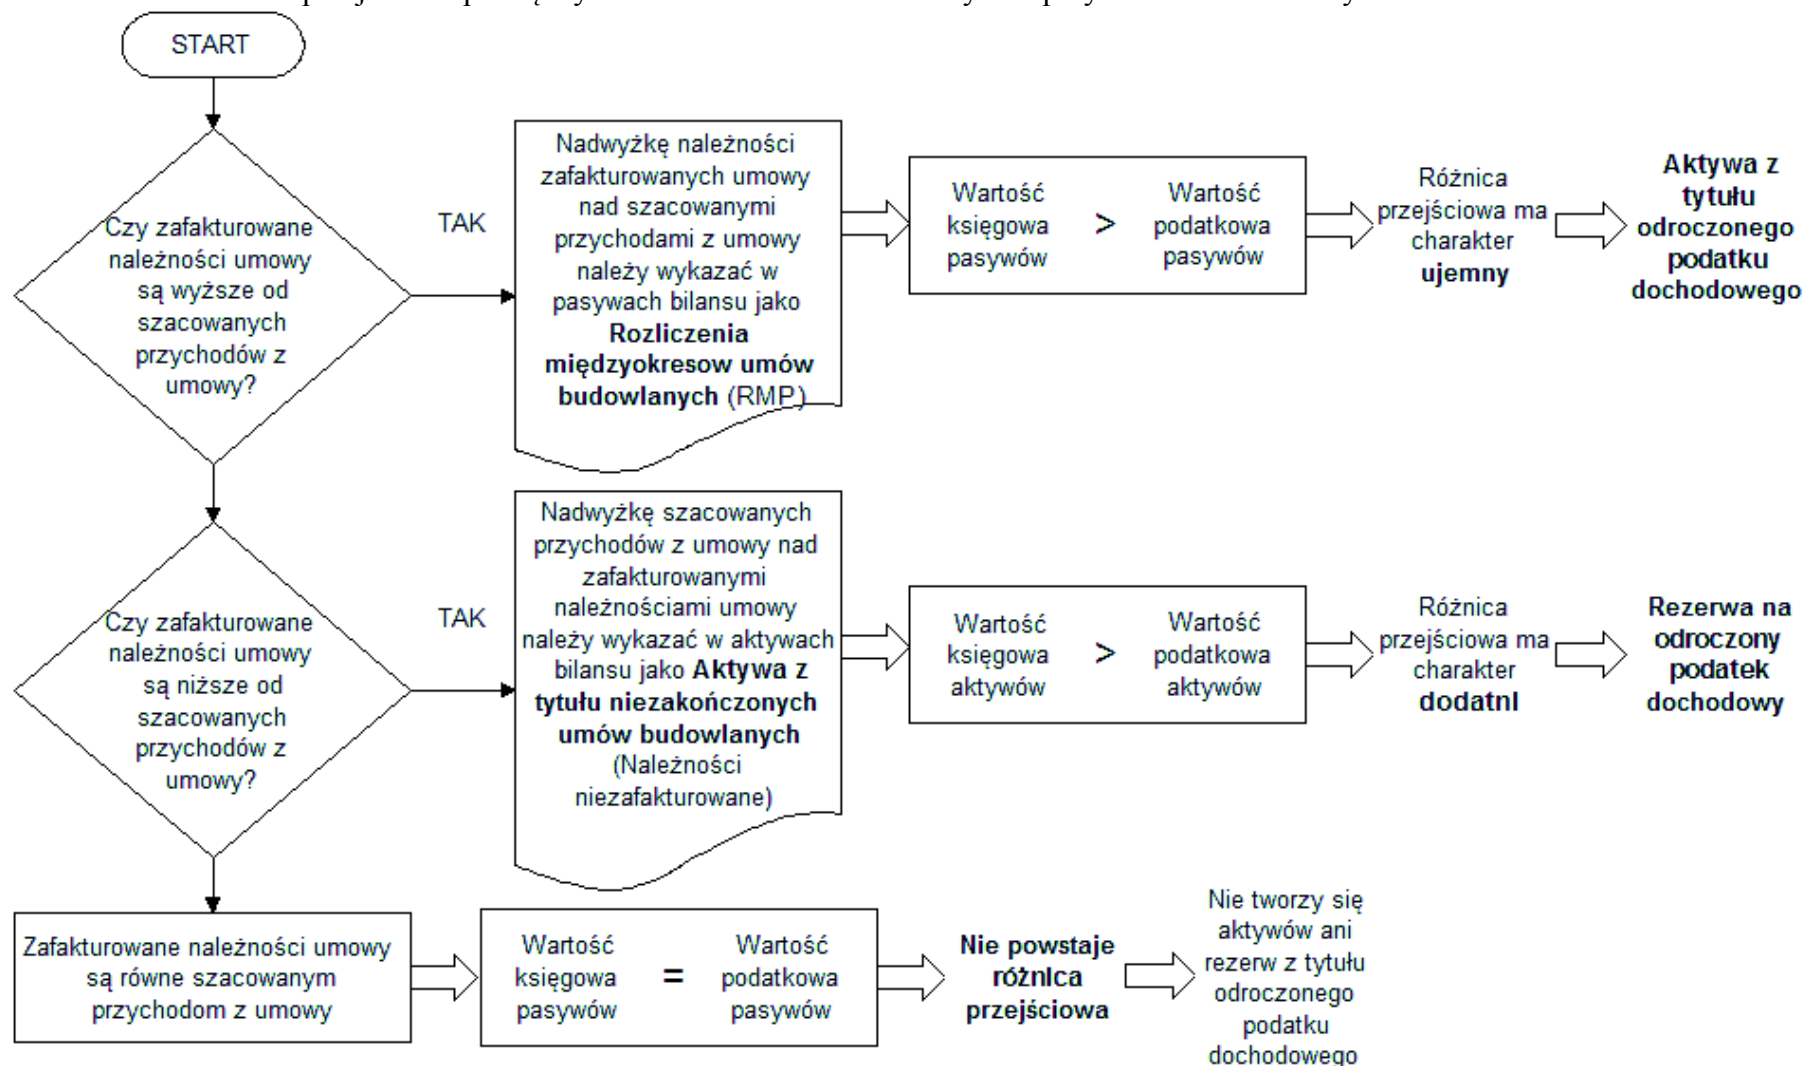 START
Czy zafakturowane
należności umowy
są wyższe od
szacowanych
przychodów z
umowy?
TAK
Nadwyżkę należności
zafakturowanych umowy
nad szacowanymi
przychodami z umowy
należy wykazać w
pasywach bilansu jako
Rozliczenia
międzyokresow umów
budowlanych (RMP)
Wartość
księgowa
pasywów
>
Wartość
podatkowa
pasywów
Różnica
przejściowa ma
charakter
ujemny
Aktywa z
tytułu
odroczonego
podatku
dochodowego
Czy zafakturowane
należności umowy
są niższe od
szacowanych
przychodów z
umowy?
TAK
Nadwyżkę szacowanych
przychodów z umowy nad
zafakturowanymi
należnościami umowy
należy wykazać w aktywach
bilansu jako Aktywa z
tytułu niezakończonych
umów budowlanych
(Należności
niezafakturowane)
Wartość
księgowa
aktywów
>
Wartość
podatkowa
aktywów
Różnica
przejściowa ma
charakter
dodatnI
Rezerwa na
odroczony
podatek
dochodowy
Zafakturowane należności umowy
są równe szacowanym
przychodom z umowy
Wartość
księgowa
pasywów
=
Wartość
podatkowa
pasywów
Nie powstaje
różnica
przejściowa
Nie tworzy się
aktywów ani
rezerw z tytułu
odroczonego
podatku
dochodowego